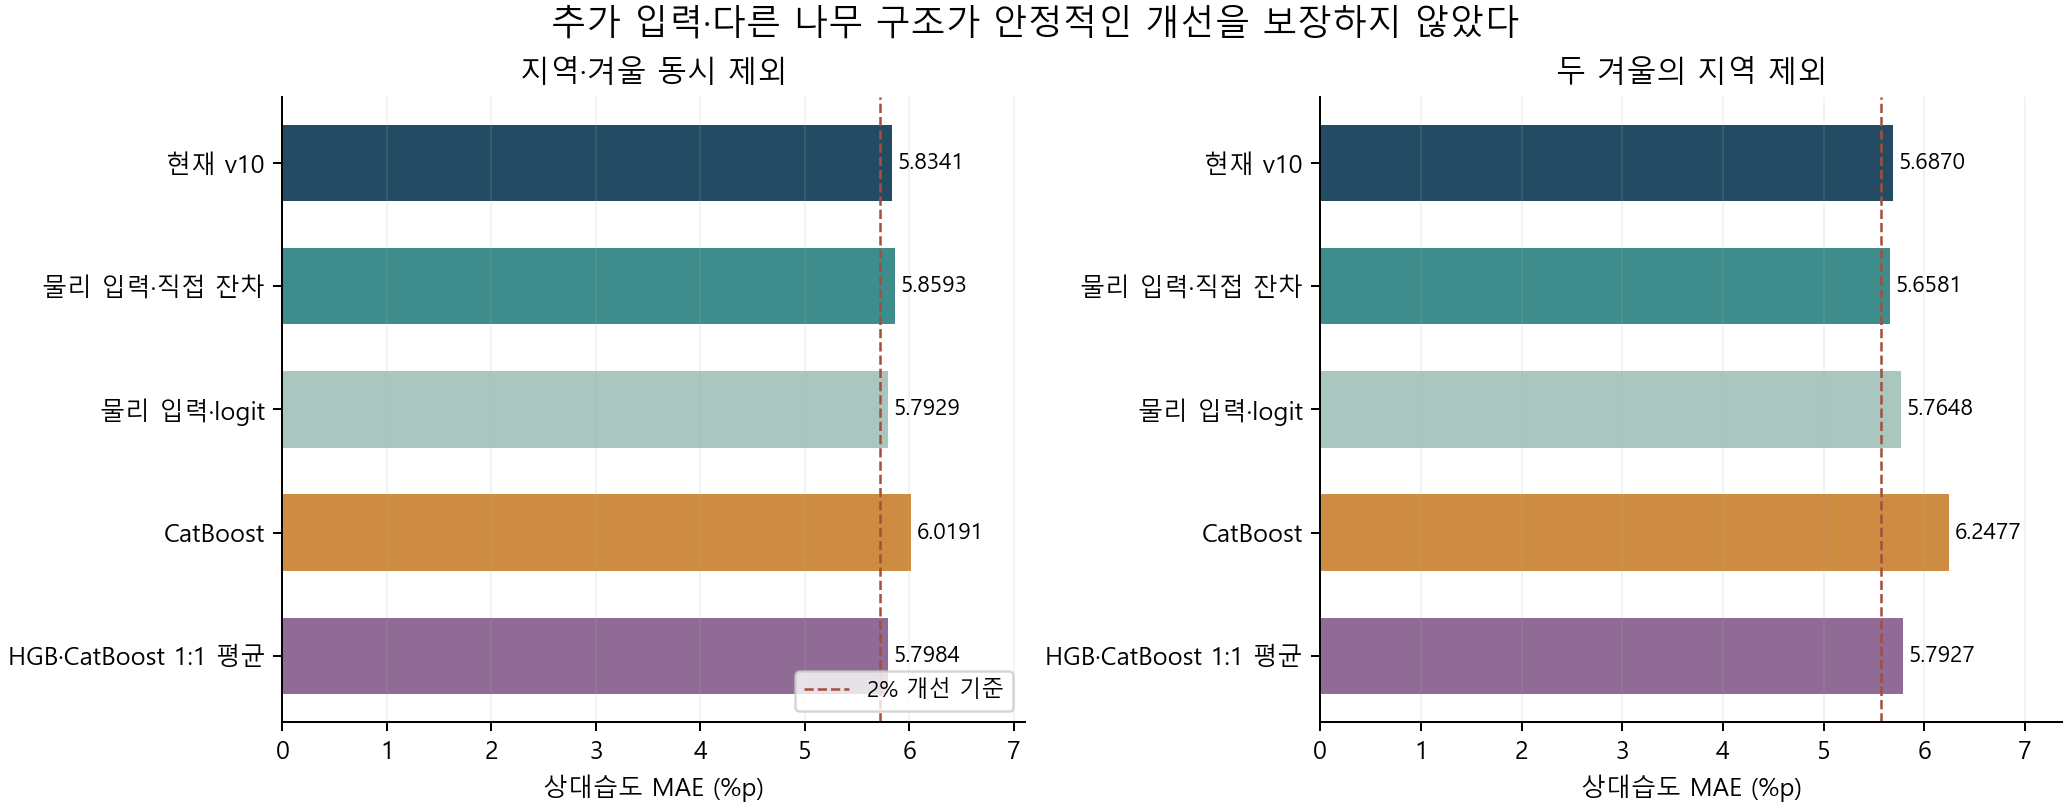 추가 입력·다른 나무 구조가 안정적인 개선을 보장하지 않았다
지역·겨울 동시 제외
현재 v10
5.8341
물리 입력·직접 잔차
5.8593
물리 입력·logit
5.7929
CatBoost
6.0191
HGB·CatBoost 1:1 평균
5.7984
2% 개선 기준
0 1 2 3 4 5 6 7
상대습도 MAE (%p)
두 겨울의 지역 제외
현재 v10
5.6870
물리 입력·직접 잔차
5.6581
물리 입력·logit
5.7648
CatBoost
6.2477
HGB·CatBoost 1:1 평균
5.7927
0 1 2 3 4 5 6 7
상대습도 MAE (%p)